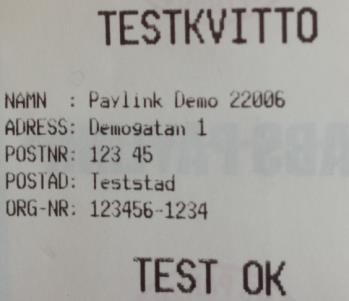 TESTKVITTO
NAMN : Paylink Demo 22006
ADRESS: Demogatan 1
POSTNR: 123 45
POSTAD: Teststad
ORG-NR: 123456-1234
TEST OK